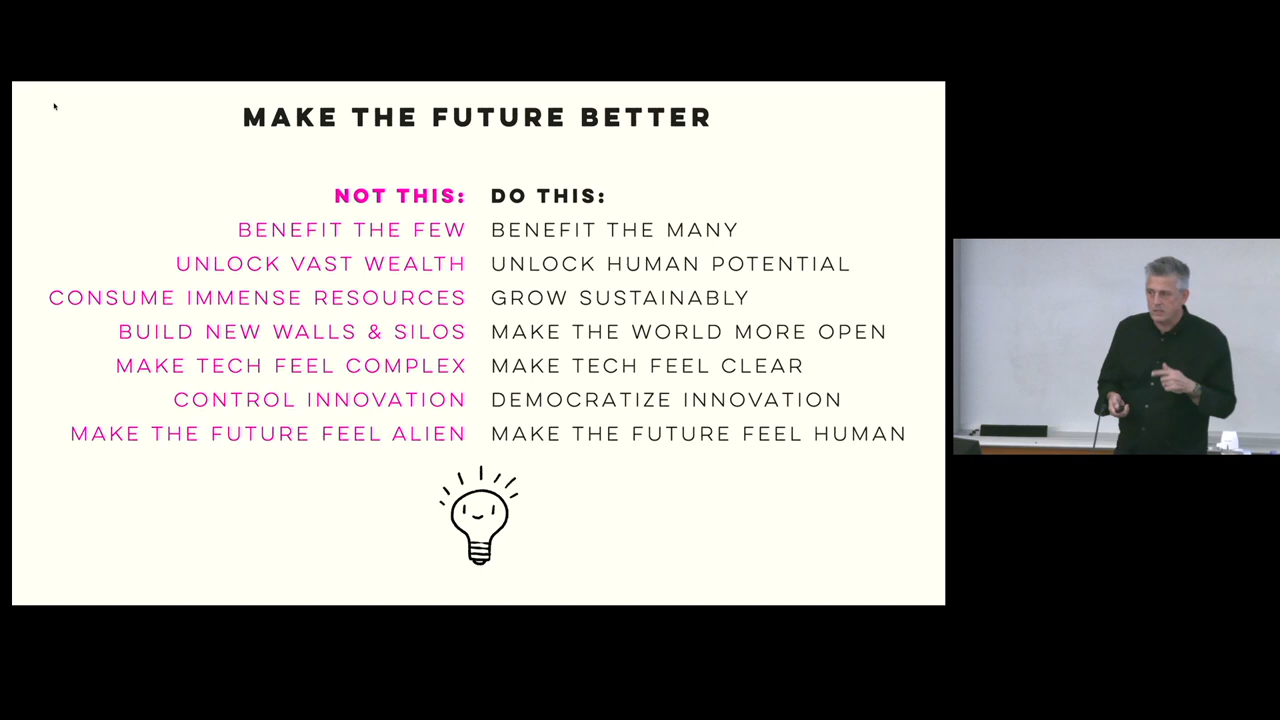 MAKE THE FUTURE BETTER
NOT THIS: DO THIS:
BENEFIT THE FEW BENEFIT THE MANY
UNLOCK VAST WEALTH UNLOCK HUMAN POTENTIAL
CONSUME IMMENSE RESOURCES GROW SUSTAINABLY
BUILD NEW WALLS & SILOS MAKE THE WORLD MORE OPEN
MAKE TECH FEEL COMPLEX MAKE TECH FEEL CLEAR
CONTROL INNOVATION DEMOCRATIZE INNOVATION
MAKE THE FUTURE FEEL ALIEN MAKE THE FUTURE FEEL HUMAN